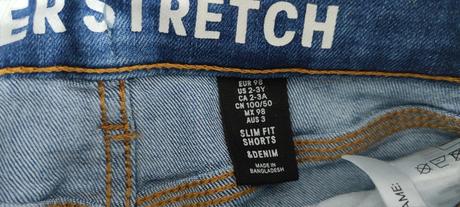 ER STRETCH
EUR 98
US 2-3Y
CA 2-3A
CN 100/50
MX 98
AUS 3
SLIM FIT
SHORTS
&DENIM
MADE IN
BANGLADESH
NAME: